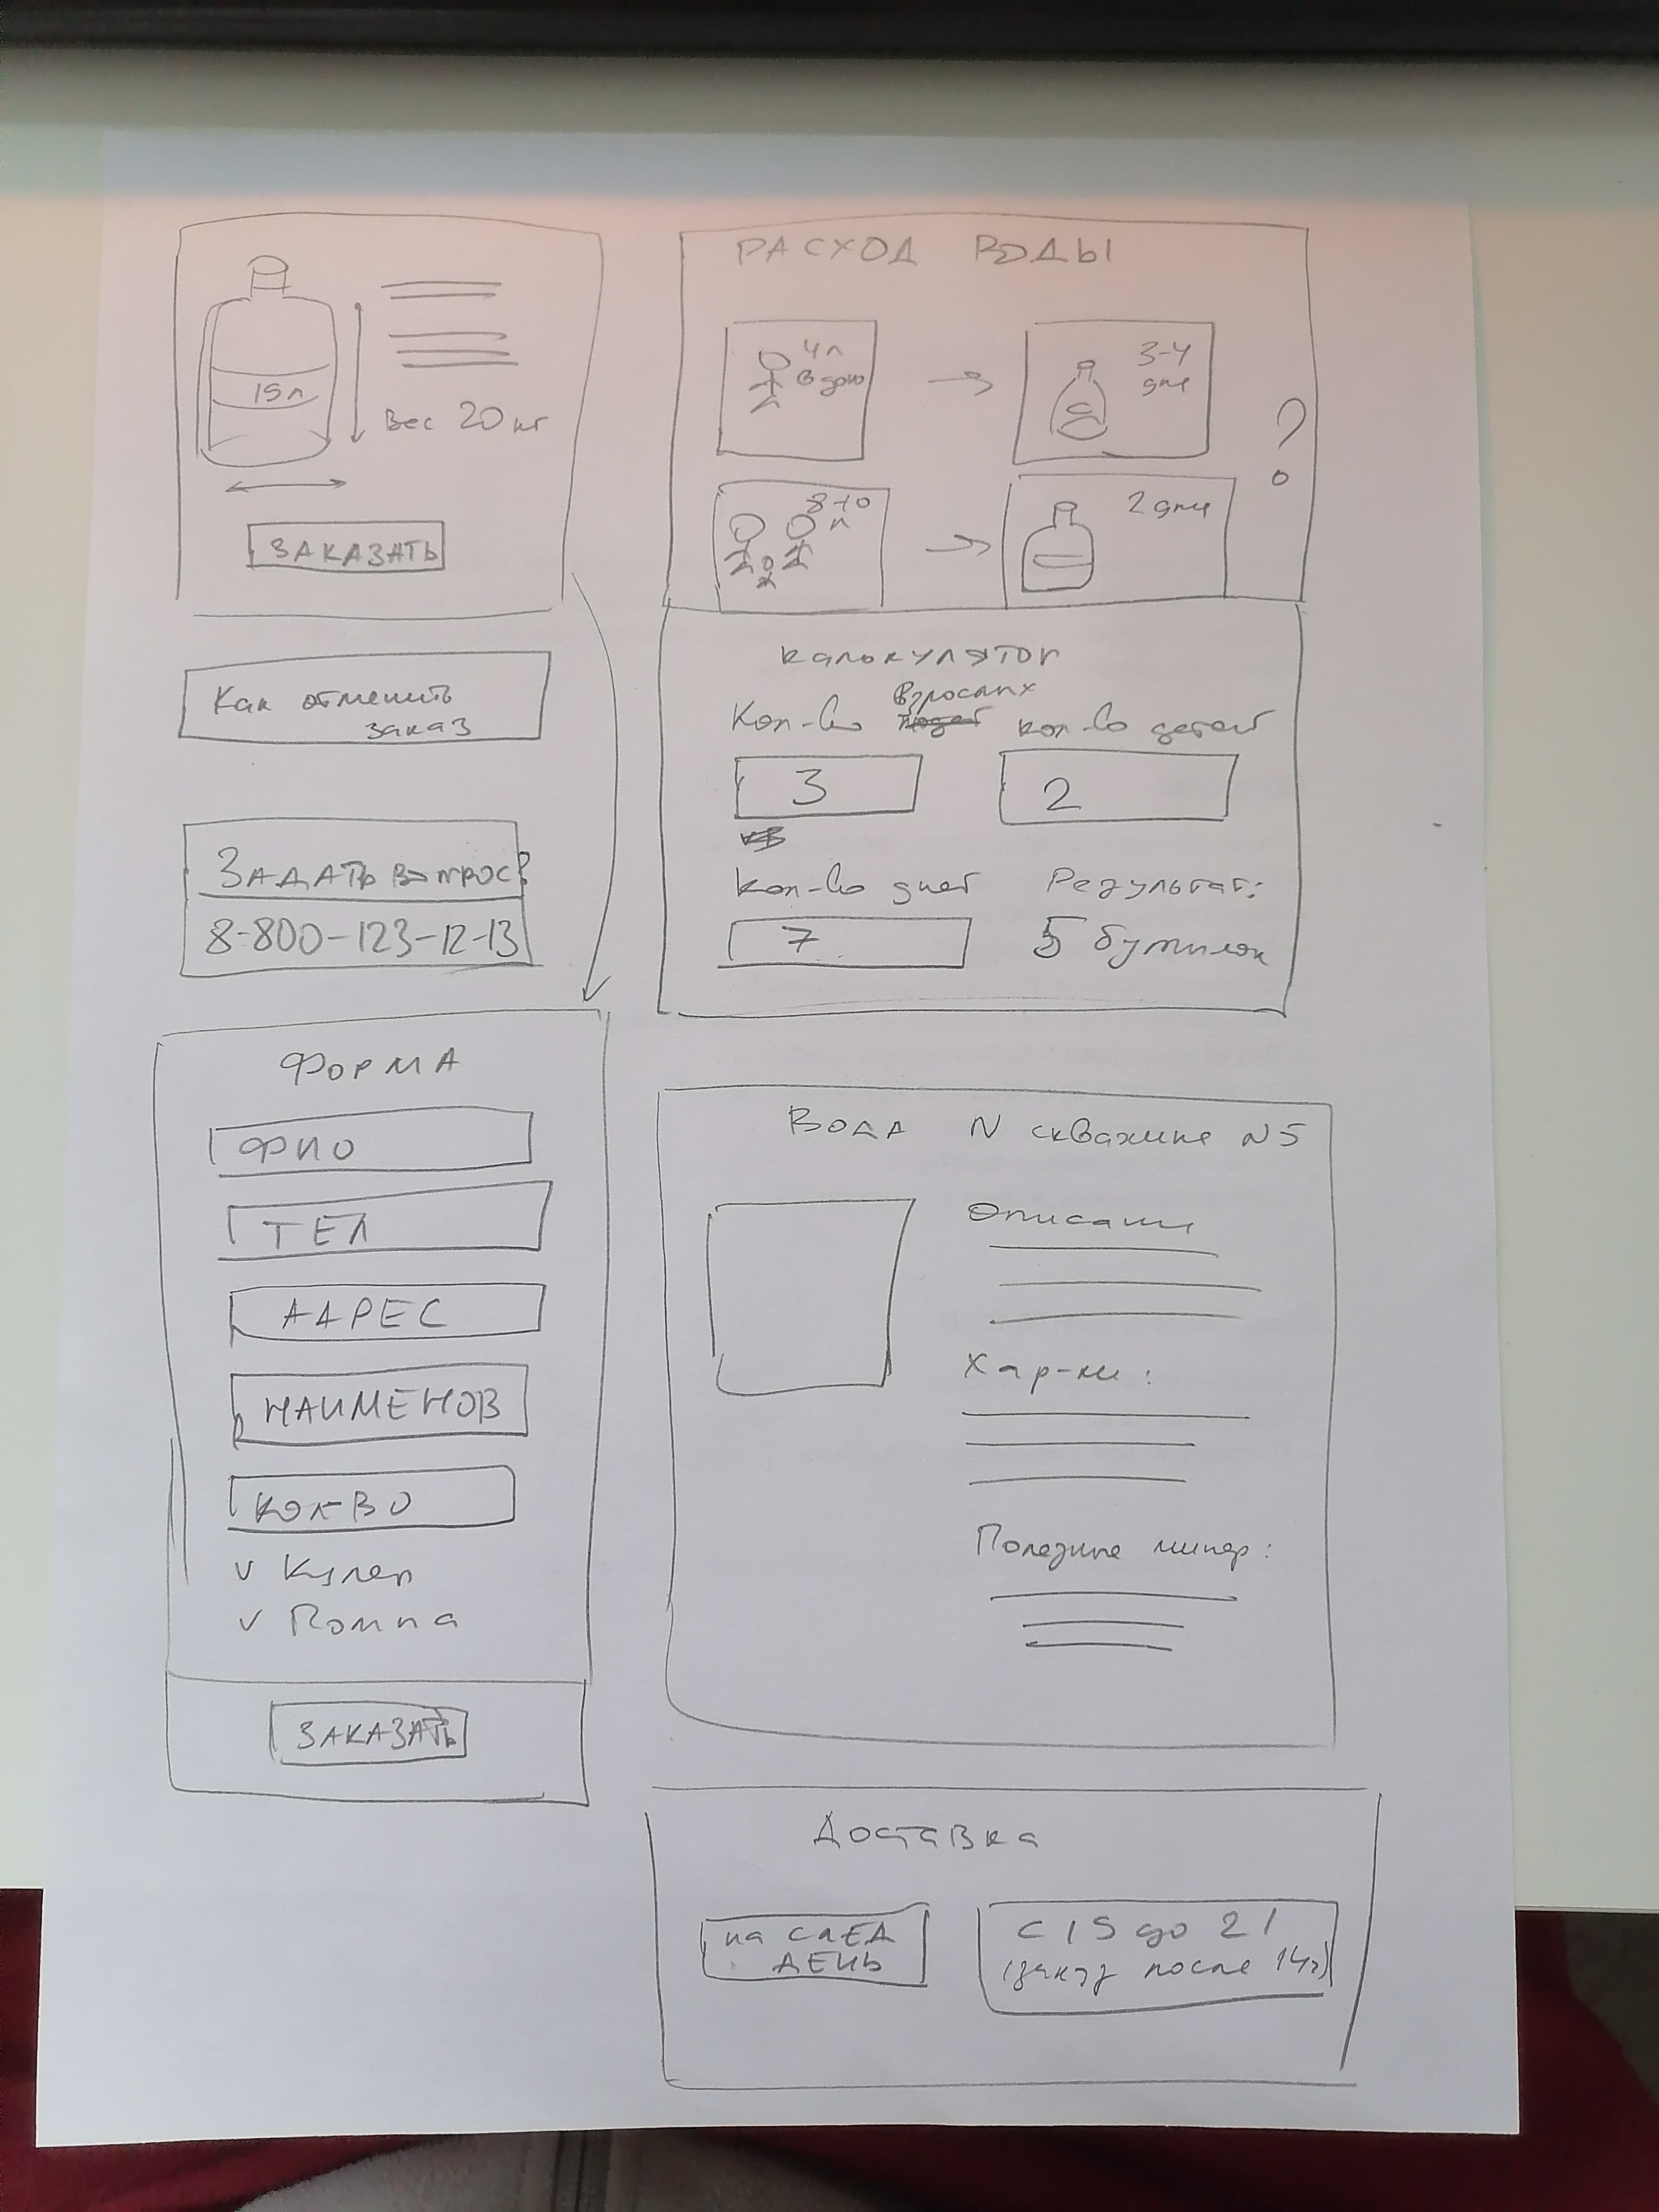 15л
Вес 20 кг
ЗАКАЗАТЬ
Как отменить
заказ
ЗАДАТЬ ВОПРОС?
8-800-123-12-13
ФОРМА
ФИО
ТЕЛ
АДРЕС
НАИМЕНОВ
КОЛ-ВО
v Кулер
v Помпа
ЗАКАЗАТЬ
РАСХОД ВОДЫ
4л
в день
3-4
дня
?
8-10
л
2 дня
КАЛЬКУЛЯТОР
взрослых
Кол-во людей кол-во детей
3 2
Кол-во дней Результат:
7 5 бутылок
Вода N скважине N5
Описание
Хар-ки:
Полезные минер:
Доставка
на СЛЕД
ДЕНЬ
С 15 до 21
(заказ после 14ч)